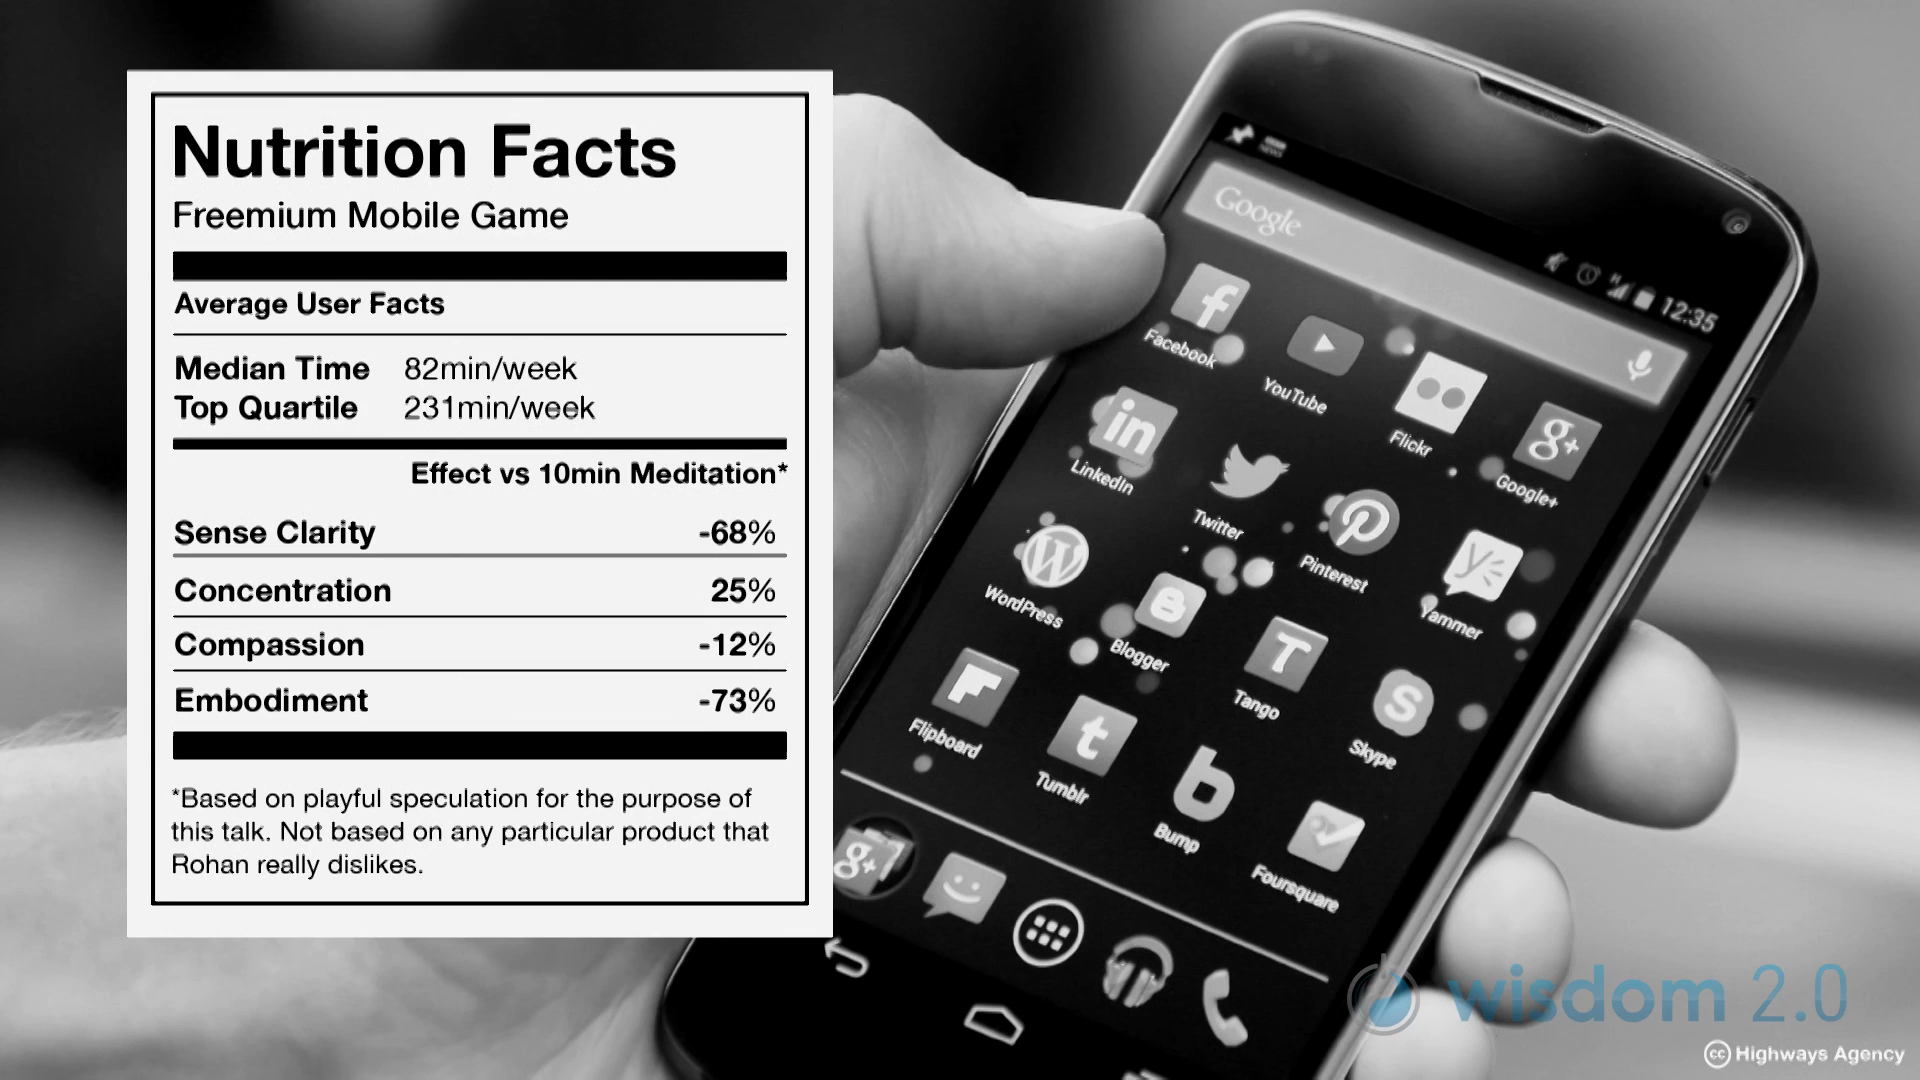 Nutrition Facts
Freemium Mobile Game
Average User Facts
Median Time 82min/week
Top Quartile 231min/week
Effect vs 10min Meditation*
Sense Clarity -68%
Concentration 25%
Compassion -12%
Embodiment -73%
*Based on playful speculation for the purpose of
this talk. Not based on any particular product that
Rohan really dislikes.
12:35
Google
Facebook
YouTube
Flickr
Google+
LinkedIn
Twitter
Pinterest
Yammer
WordPress
Blogger
Tango
Skype
Flipboard
Tumblr
Bump
Foursquare
wisdom 2.0
cc Highways Agency